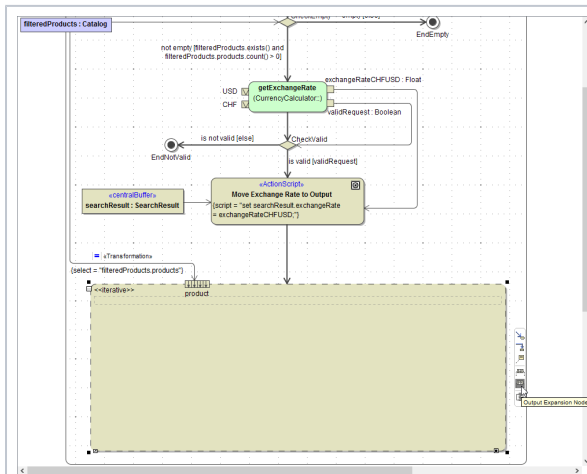 filteredProducts : Catalog
EndEmpty
not empty [filteredProducts.exists() and
filteredProducts.products.count() > 0]
exchangeRateCHFUSD : Float
getExchangeRate
(CurrencyCalculator::)
USD
CHF
validRequest : Boolean
is not valid [else]
CheckValid
EndNotValid
is valid [validRequest]
«ActionScript»
Move Exchange Rate to Output
{script = "set searchResult.exchangeRate
= exchangeRateCHFUSD;"}
«centralBuffer»
searchResult : SearchResult
= «Transformation»
{select = "filteredProducts.products"}
product
<<iterative>>
Output Expansion Node